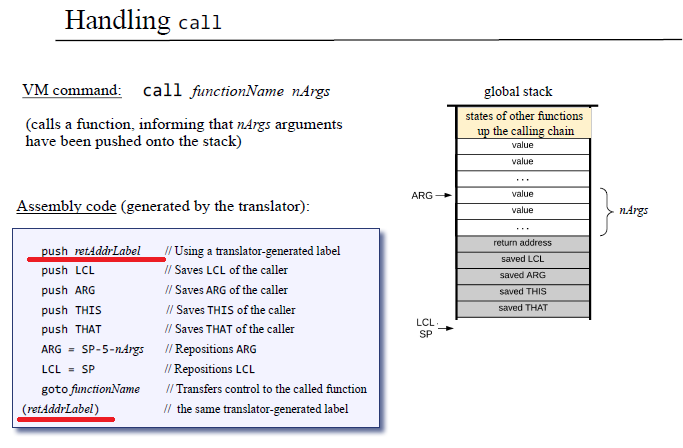 Handling call
VM command: call functionName nArgs
(calls a function, informing that nArgs arguments
have been pushed onto the stack)
Assembly code (generated by the translator):
push retAddrLabel // Using a translator-generated label
push LCL // Saves LCL of the caller
push ARG // Saves ARG of the caller
push THIS // Saves THIS of the caller
push THAT // Saves THAT of the caller
ARG = SP-5-nArgs // Repositions ARG
LCL = SP // Repositions LCL
goto functionName // Transfers control to the called function
(retAddrLabel) // the same translator-generated label
global stack
states of other functions
up the calling chain
value
value
...
ARG value
value
nArgs
...
return address
saved LCL
saved ARG
saved THIS
saved THAT
LCL
SP